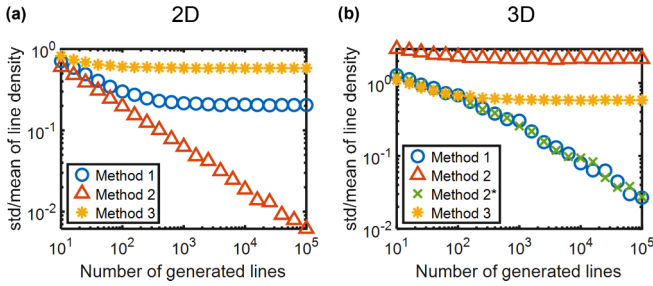 (a)
2D
std/mean of line density
10^0
10^-1
10^-2
Method 1
Method 2
Method 3
10^1
10^2
10^3
10^4
10^5
Number of generated lines
(b)
3D
std/mean of line density
10^0
10^-1
10^-2
Method 1
Method 2
Method 2*
Method 3
10^1
10^2
10^3
10^4
10^5
Number of generated lines